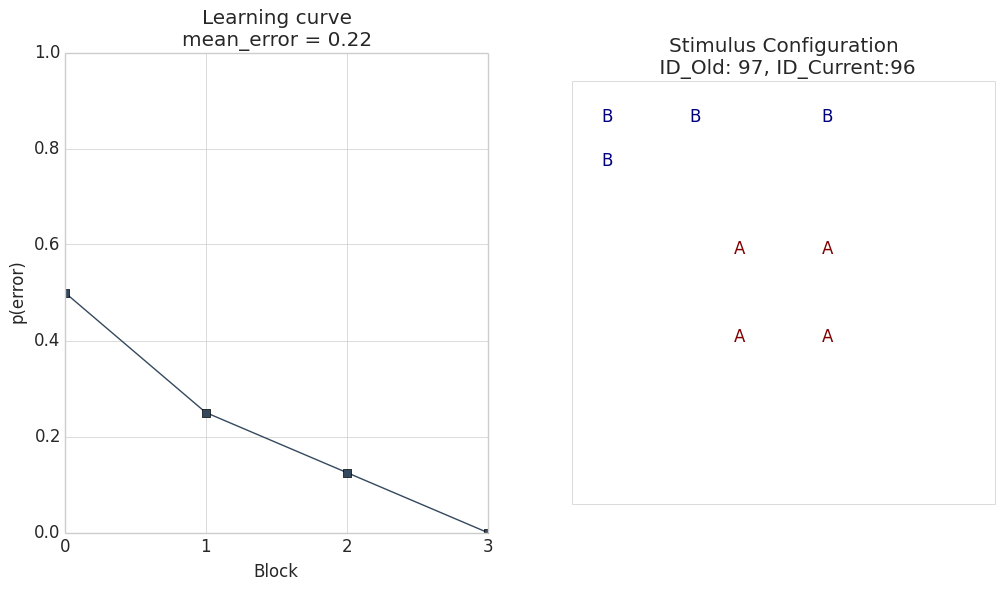 Learning curve
mean_error = 0.22
1.0
0.8
0.6
0.4
0.2
0.0
p(error)
0 1 2 3
Block
Stimulus Configuration
ID_Old: 97, ID_Current:96
B B B
B
A A
A A